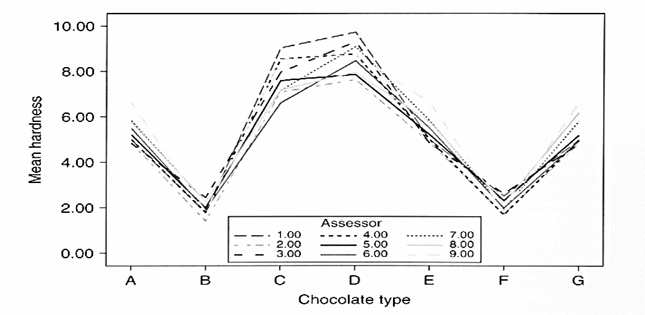 10.00
8.00
6.00
4.00
2.00
0.00
Mean hardness
Assessor
1.00 4.00 7.00
2.00 5.00 8.00
3.00 6.00 9.00
A B C D E F G
Chocolate type